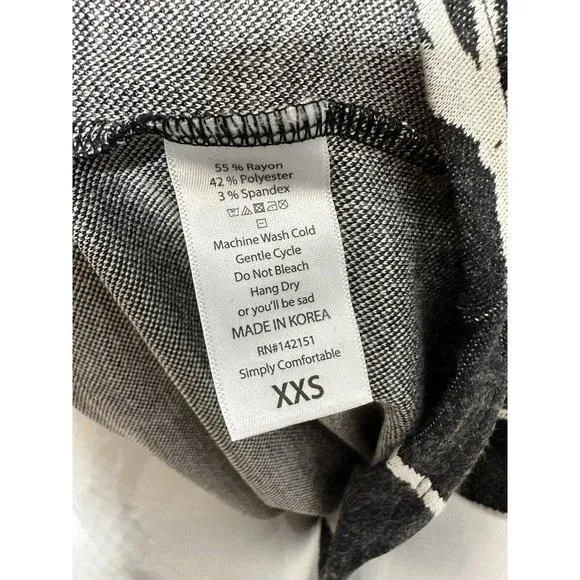 55 % Rayon
42 % Polyester
3 % Spandex
Machine Wash Cold
Gentle Cycle
Do Not Bleach
Hang Dry
or you'll be sad
MADE IN KOREA
RN#142151
Simply Comfortable
XXS